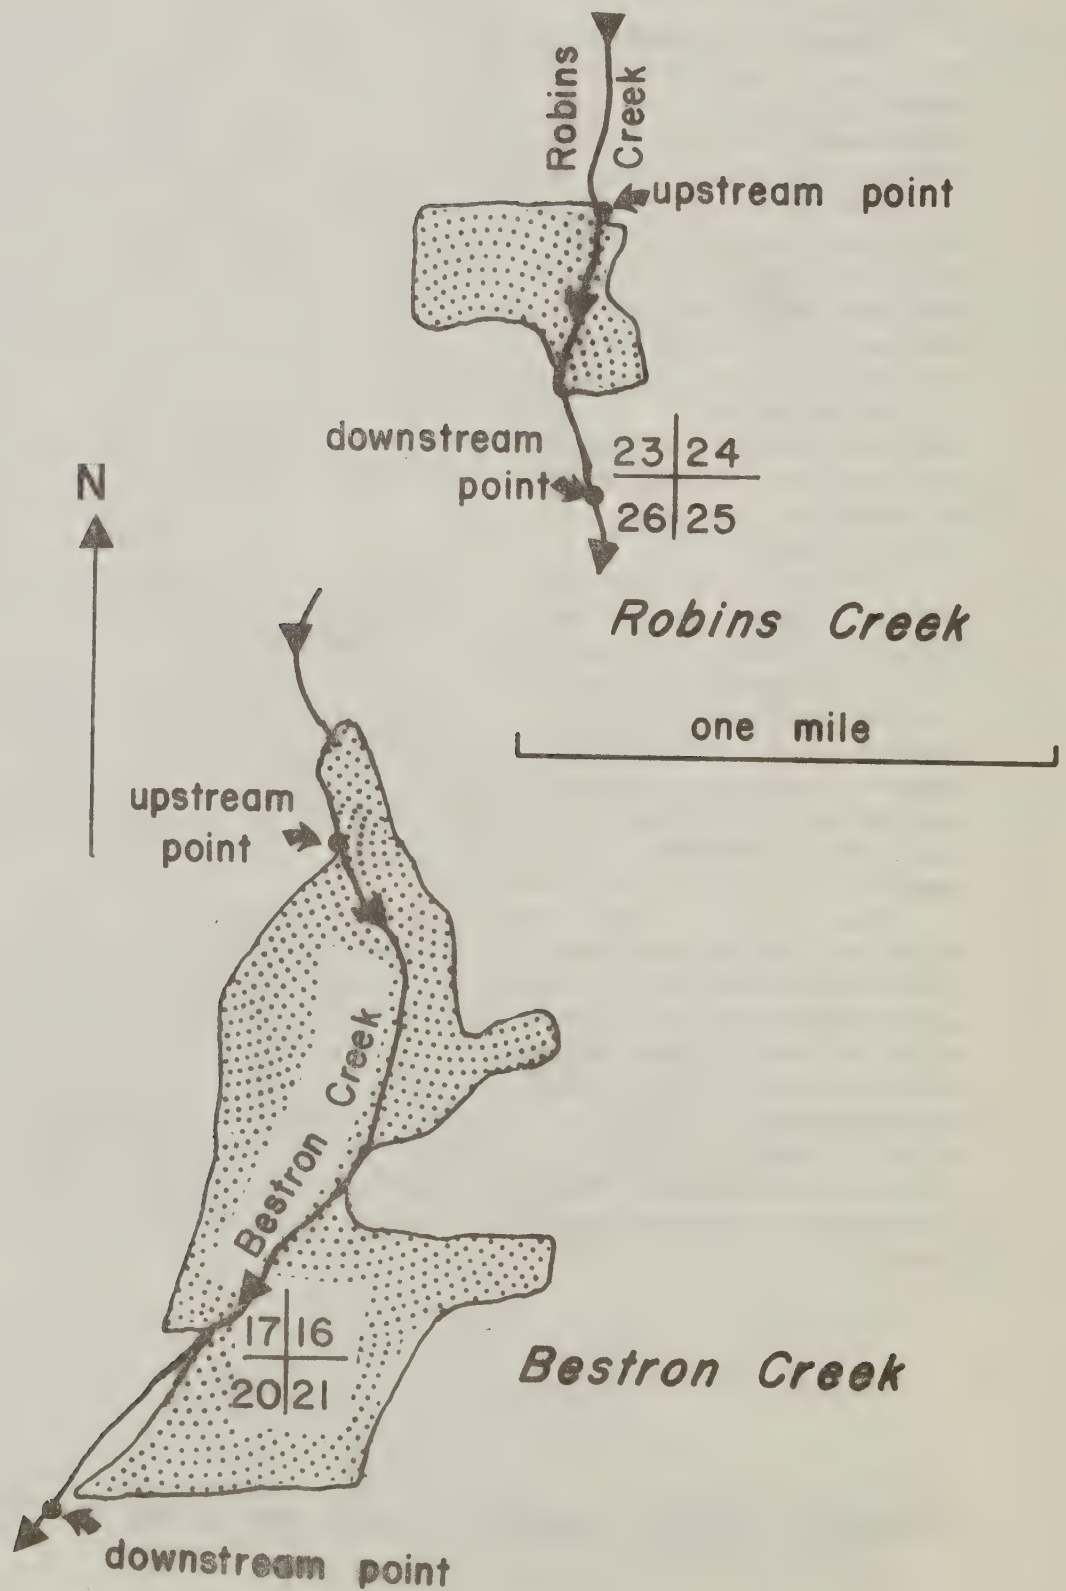 Robins
Creek
upstream point
downstream
point
23 24
26 25
N
Robins Creek
one mile
upstream
point
Bestron Creek
17 16
20 21
Bestron Creek
downstream point